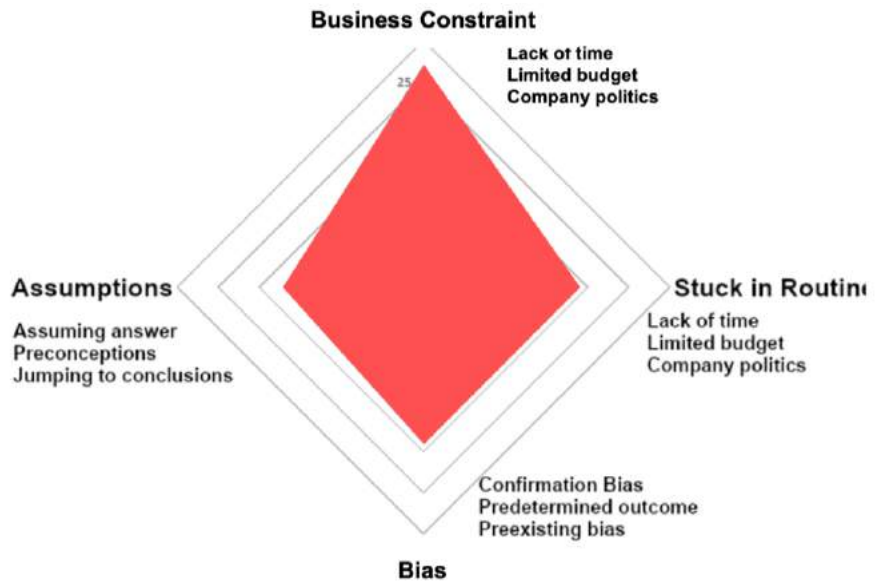 Business Constraint
Lack of time
Limited budget
Company politics
25
Assumptions
Assuming answer
Preconceptions
Jumping to conclusions
Stuck in Routin
Lack of time
Limited budget
Company politics
Confirmation Bias
Predetermined outcome
Preexisting bias
Bias